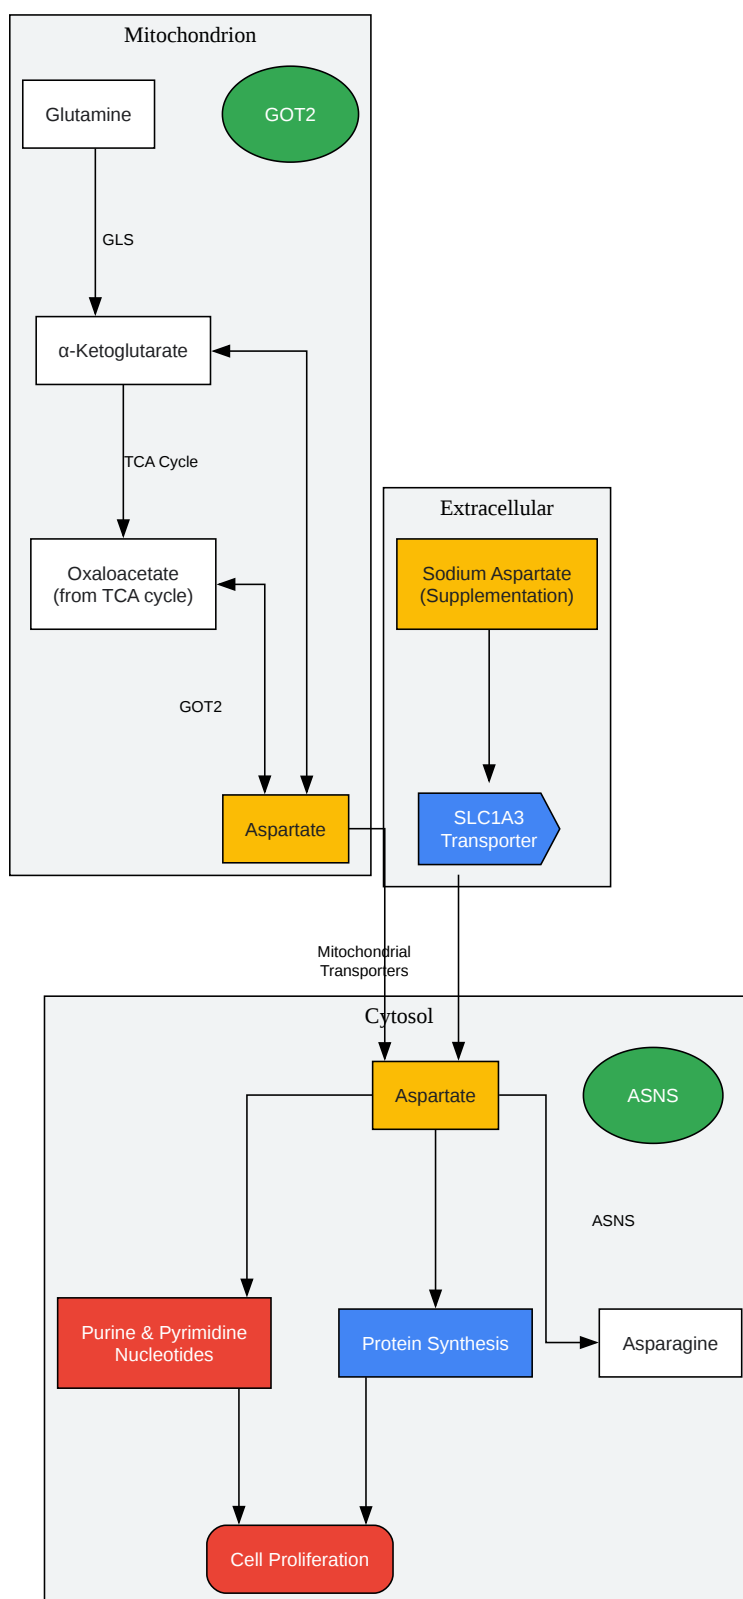 Mitochondrion
Glutamine
GOT2
GLS
α-Ketoglutarate
TCA Cycle
Oxaloacetate
(from TCA cycle)
GOT2
Aspartate
Extracellular
Sodium Aspartate
(Supplementation)
SLC1A3
Transporter
Mitochondrial
Transporters
Cytosol
Aspartate
ASNS
ASNS
Purine & Pyrimidine
Nucleotides
Protein Synthesis
Asparagine
Cell Proliferation